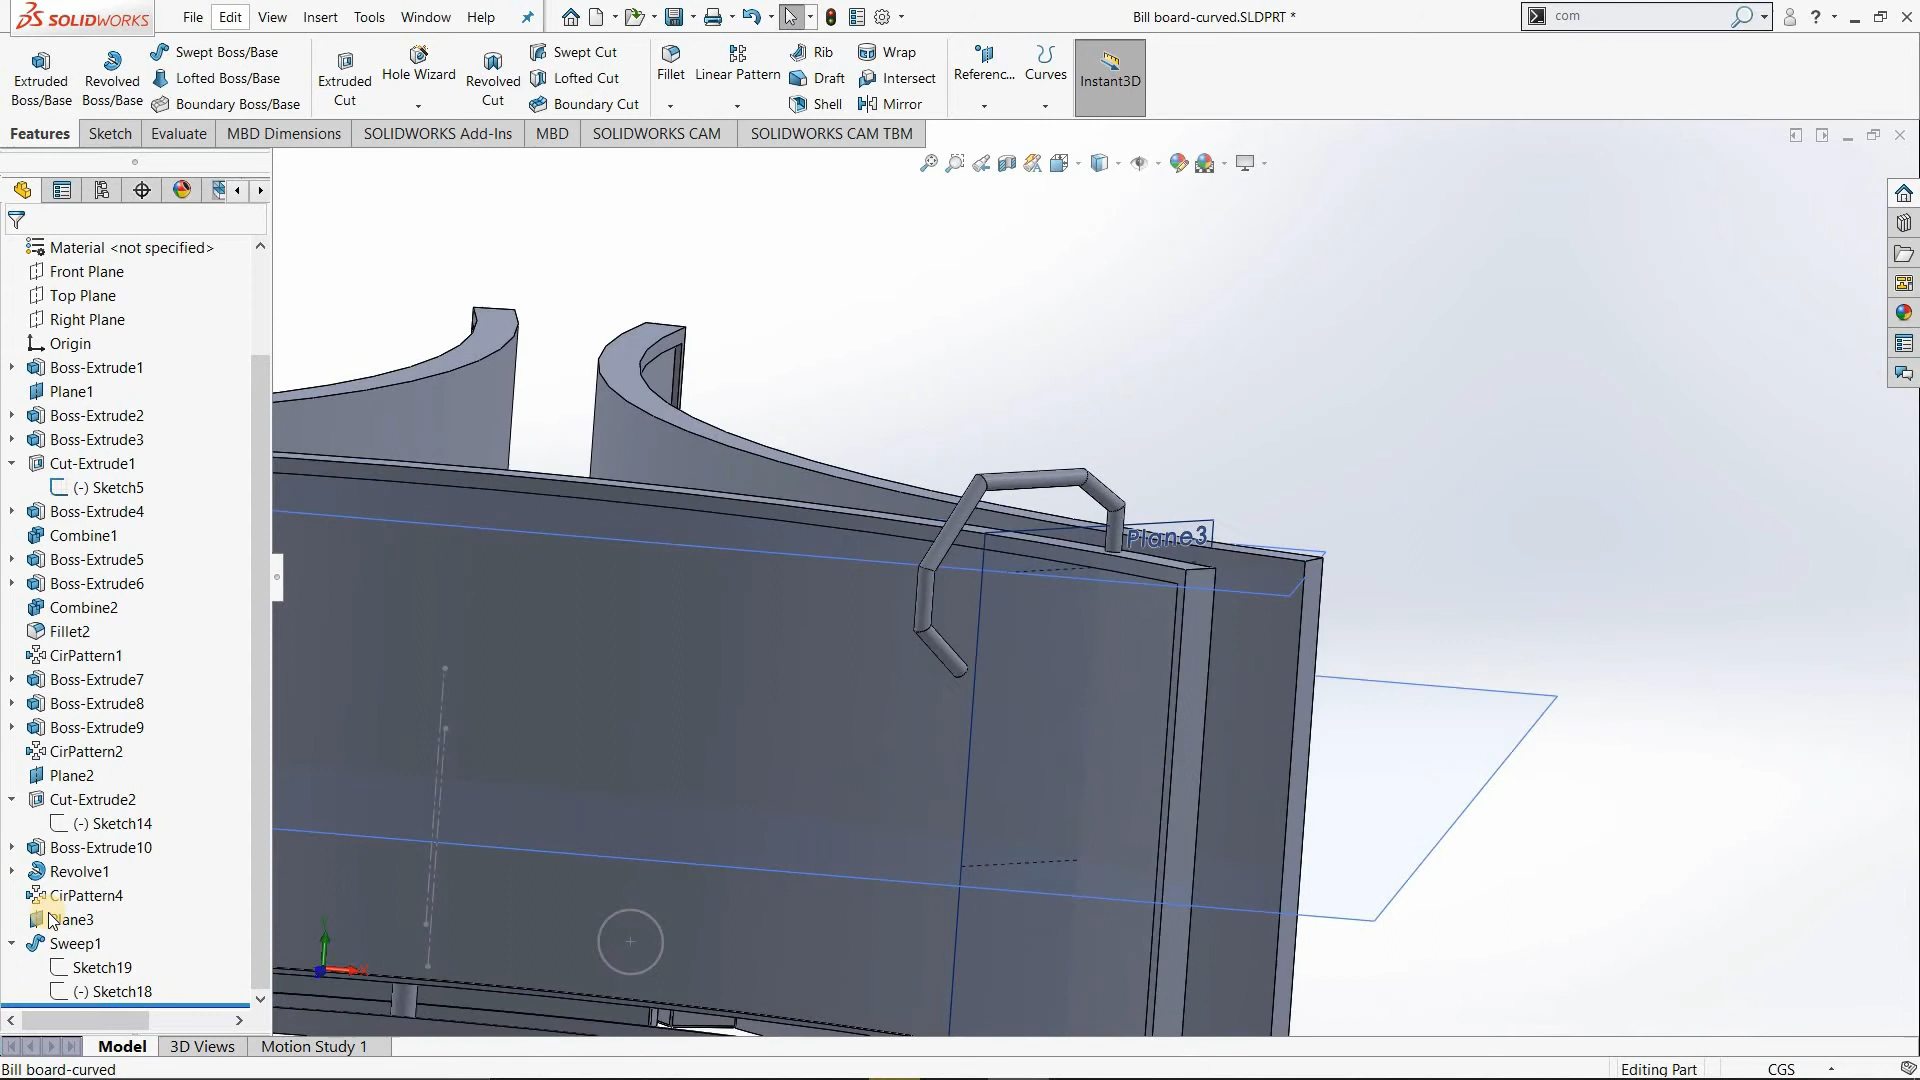 SOLIDWORKS File Edit View Insert Tools Window Help Bill board-curved.SLDPRT * com
Extruded Boss/Base Revolved Boss/Base Swept Boss/Base Extruded Cut Hole Wizard Revolved Cut Swept Cut Fillet Linear Pattern Rib Wrap Referenc... Curves Instant3D
Lofted Boss/Base Lofted Cut Draft Intersect
Boundary Boss/Base Boundary Cut Shell Mirror
Features Sketch Evaluate MBD Dimensions SOLIDWORKS Add-Ins MBD SOLIDWORKS CAM SOLIDWORKS CAM TBM
Material <not specified>
Front Plane
Top Plane
Right Plane
Origin
Boss-Extrude1
Plane1
Boss-Extrude2
Boss-Extrude3
Cut-Extrude1
(-) Sketch5
Boss-Extrude4
Combine1
Plane3
Boss-Extrude5
Boss-Extrude6
Combine2
Fillet2
CirPattern1
Boss-Extrude7
Boss-Extrude8
Boss-Extrude9
CirPattern2
Plane2
Cut-Extrude2
(-) Sketch14
Boss-Extrude10
Revolve1
CirPattern4
Plane3
Sweep1
Sketch19
(-) Sketch18
Model 3D Views Motion Study 1
Bill board-curved Editing Part CGS